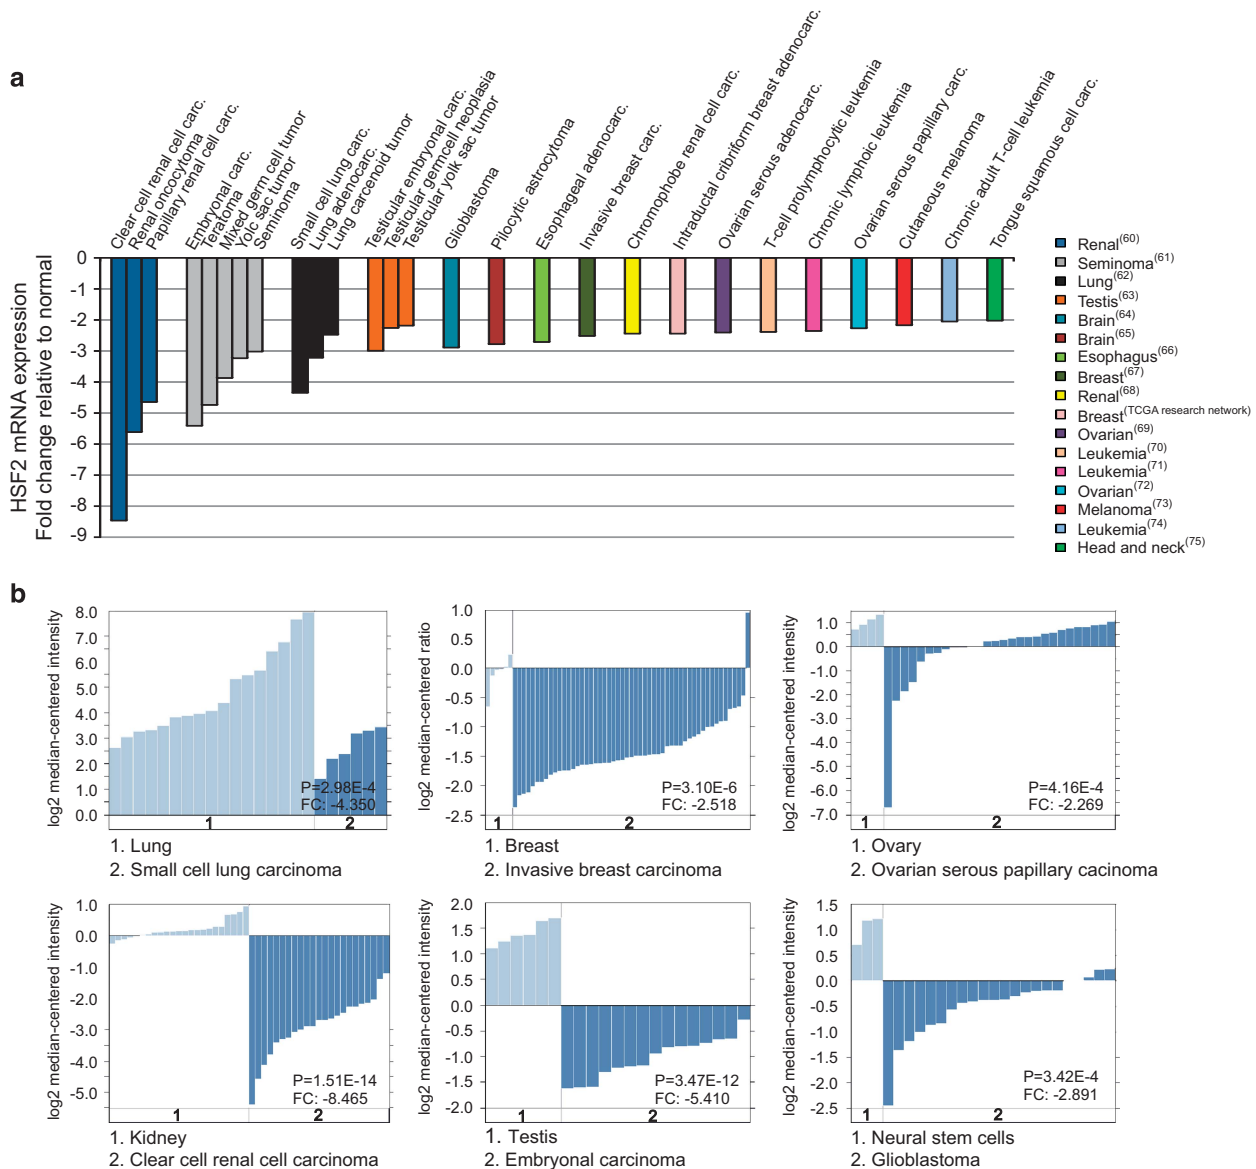 a
Clear cell renal cell carc.
Renal oncocytoma
Papillary renal cell carc.
Embryonal carc.
Teratoma
Mixed germ cell tumor
Yolc sac tumor
Seminoma
Small cell lung carc.
Lung adenocarc.
Lung carcenoid tumor
Testicular embryonal carc.
Testicular germcell neoplasia
Testicular yolk sac tumor
Glioblastoma
Pilocytic astrocytoma
Esophageal adenocarc.
Invasive breast carc.
Chromophobe renal cell carc.
Intraductal cribriform breast adenocarc.
Ovarian serous adenocarc.
T-cell prolymphocytic leukemia
Chronic lymphoic leukemia
Ovarian serous papillary carc.
Cutaneous melanoma
Chronic adult T-cell leukemia
Tongue squamous cell carc.
HSF2 mRNA expression
Fold change relative to normal
0
-1
-2
-3
-4
-5
-6
-7
-8
-9
Renal(60)
Seminoma(61)
Lung(62)
Testis(63)
Brain(64)
Brain(65)
Esophagus(66)
Breast(67)
Renal(68)
Breast(TCGA research network)
Ovarian(69)
Leukemia(70)
Leukemia(71)
Ovarian(72)
Melanoma(73)
Leukemia(74)
Head and neck(75)
b
log2 median-centered intensity
8.0
6.0
5.0
4.0
3.0
2.0
1.0
0.0
P=2.98E-4
FC: -4.350
1 2
1. Lung
2. Small cell lung carcinoma
log2 median-centered ratio
1.0
0.5
0.0
-0.5
-1.0
-1.5
-2.0
-2.5
P=3.10E-6
FC: -2.518
1 2
1. Breast
2. Invasive breast carcinoma
log2 median-centered intensity
1.0
0.0
-1.0
-2.0
-3.0
-4.0
-5.0
-6.0
-7.0
P=4.16E-4
FC: -2.269
1 2
1. Ovary
2. Ovarian serous papillary cacinoma
log2 median-centered intensity
1.0
0.0
-1.0
-2.0
-3.0
-4.0
-5.0
P=1.51E-14
FC: -8.465
1 2
1. Kidney
2. Clear cell renal cell carcinoma
log2 median-centered intensity
2.0
1.5
1.0
0.5
0.0
-0.5
-1.0
-1.5
-2.0
P=3.47E-12
FC: -5.410
1 2
1. Testis
2. Embryonal carcinoma
log2 median-centered intensity
1.5
1.0
0.5
0.0
-0.5
-1.0
-1.5
-2.0
-2.5
P=3.42E-4
FC: -2.891
1 2
1. Neural stem cells
2. Glioblastoma